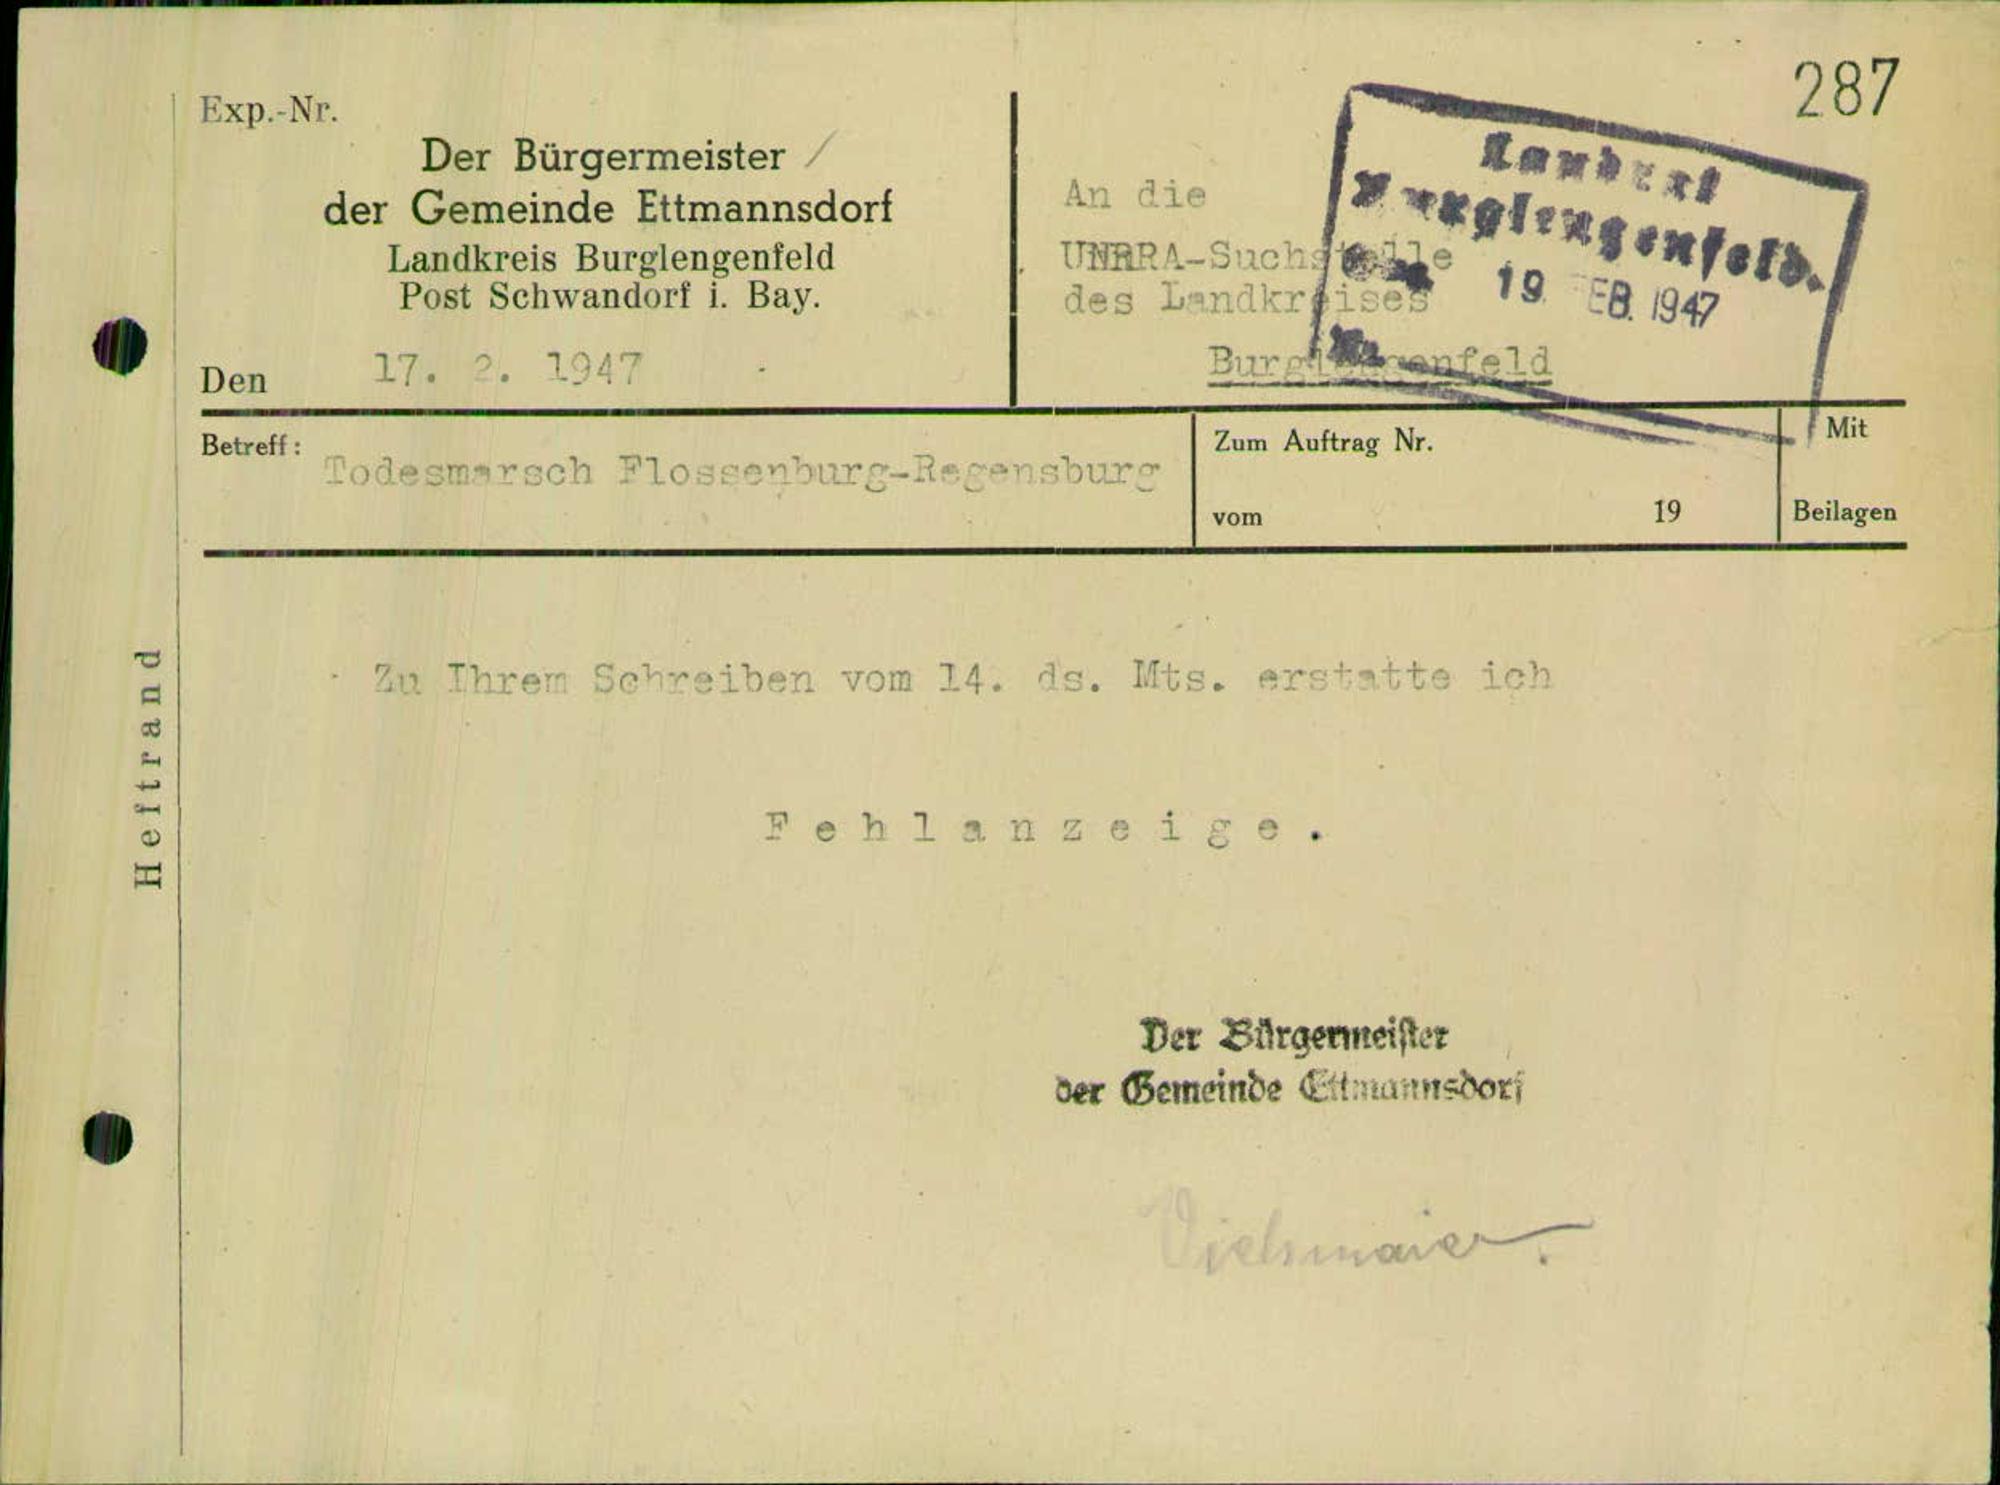 287
Exp.-Nr.
Der Bürgermeister
der Gemeinde Ettmannsdorf
Landkreis Burglengenfeld
Post Schwandorf i. Bay.
Den 17. 2. 1947
An die
UNRRA-Suchstelle
des Landkreises
Burglengenfeld
Landrat
Burglengenfeld.
19 FEB. 1947
Betreff: Todesmarsch Flossenburg-Regensburg
Zum Auftrag Nr.
vom 19
Mit
Beilagen
Heftrand
Zu Ihrem Schreiben vom 14. ds. Mts. erstatte ich
Fehlanzeige.
Der Bürgermeister
der Gemeinde Ettmannsdorf